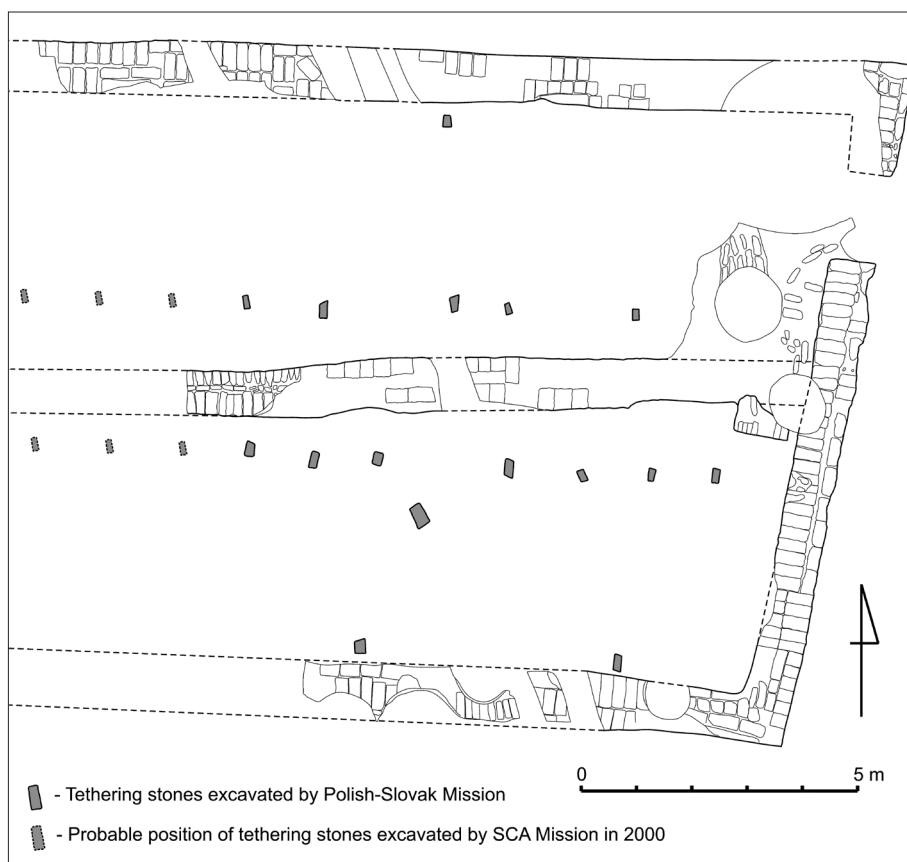 0 5 m
- Tethering stones excavated by Polish-Slovak Mission
- Probable position of tethering stones excavated by SCA Mission in 2000